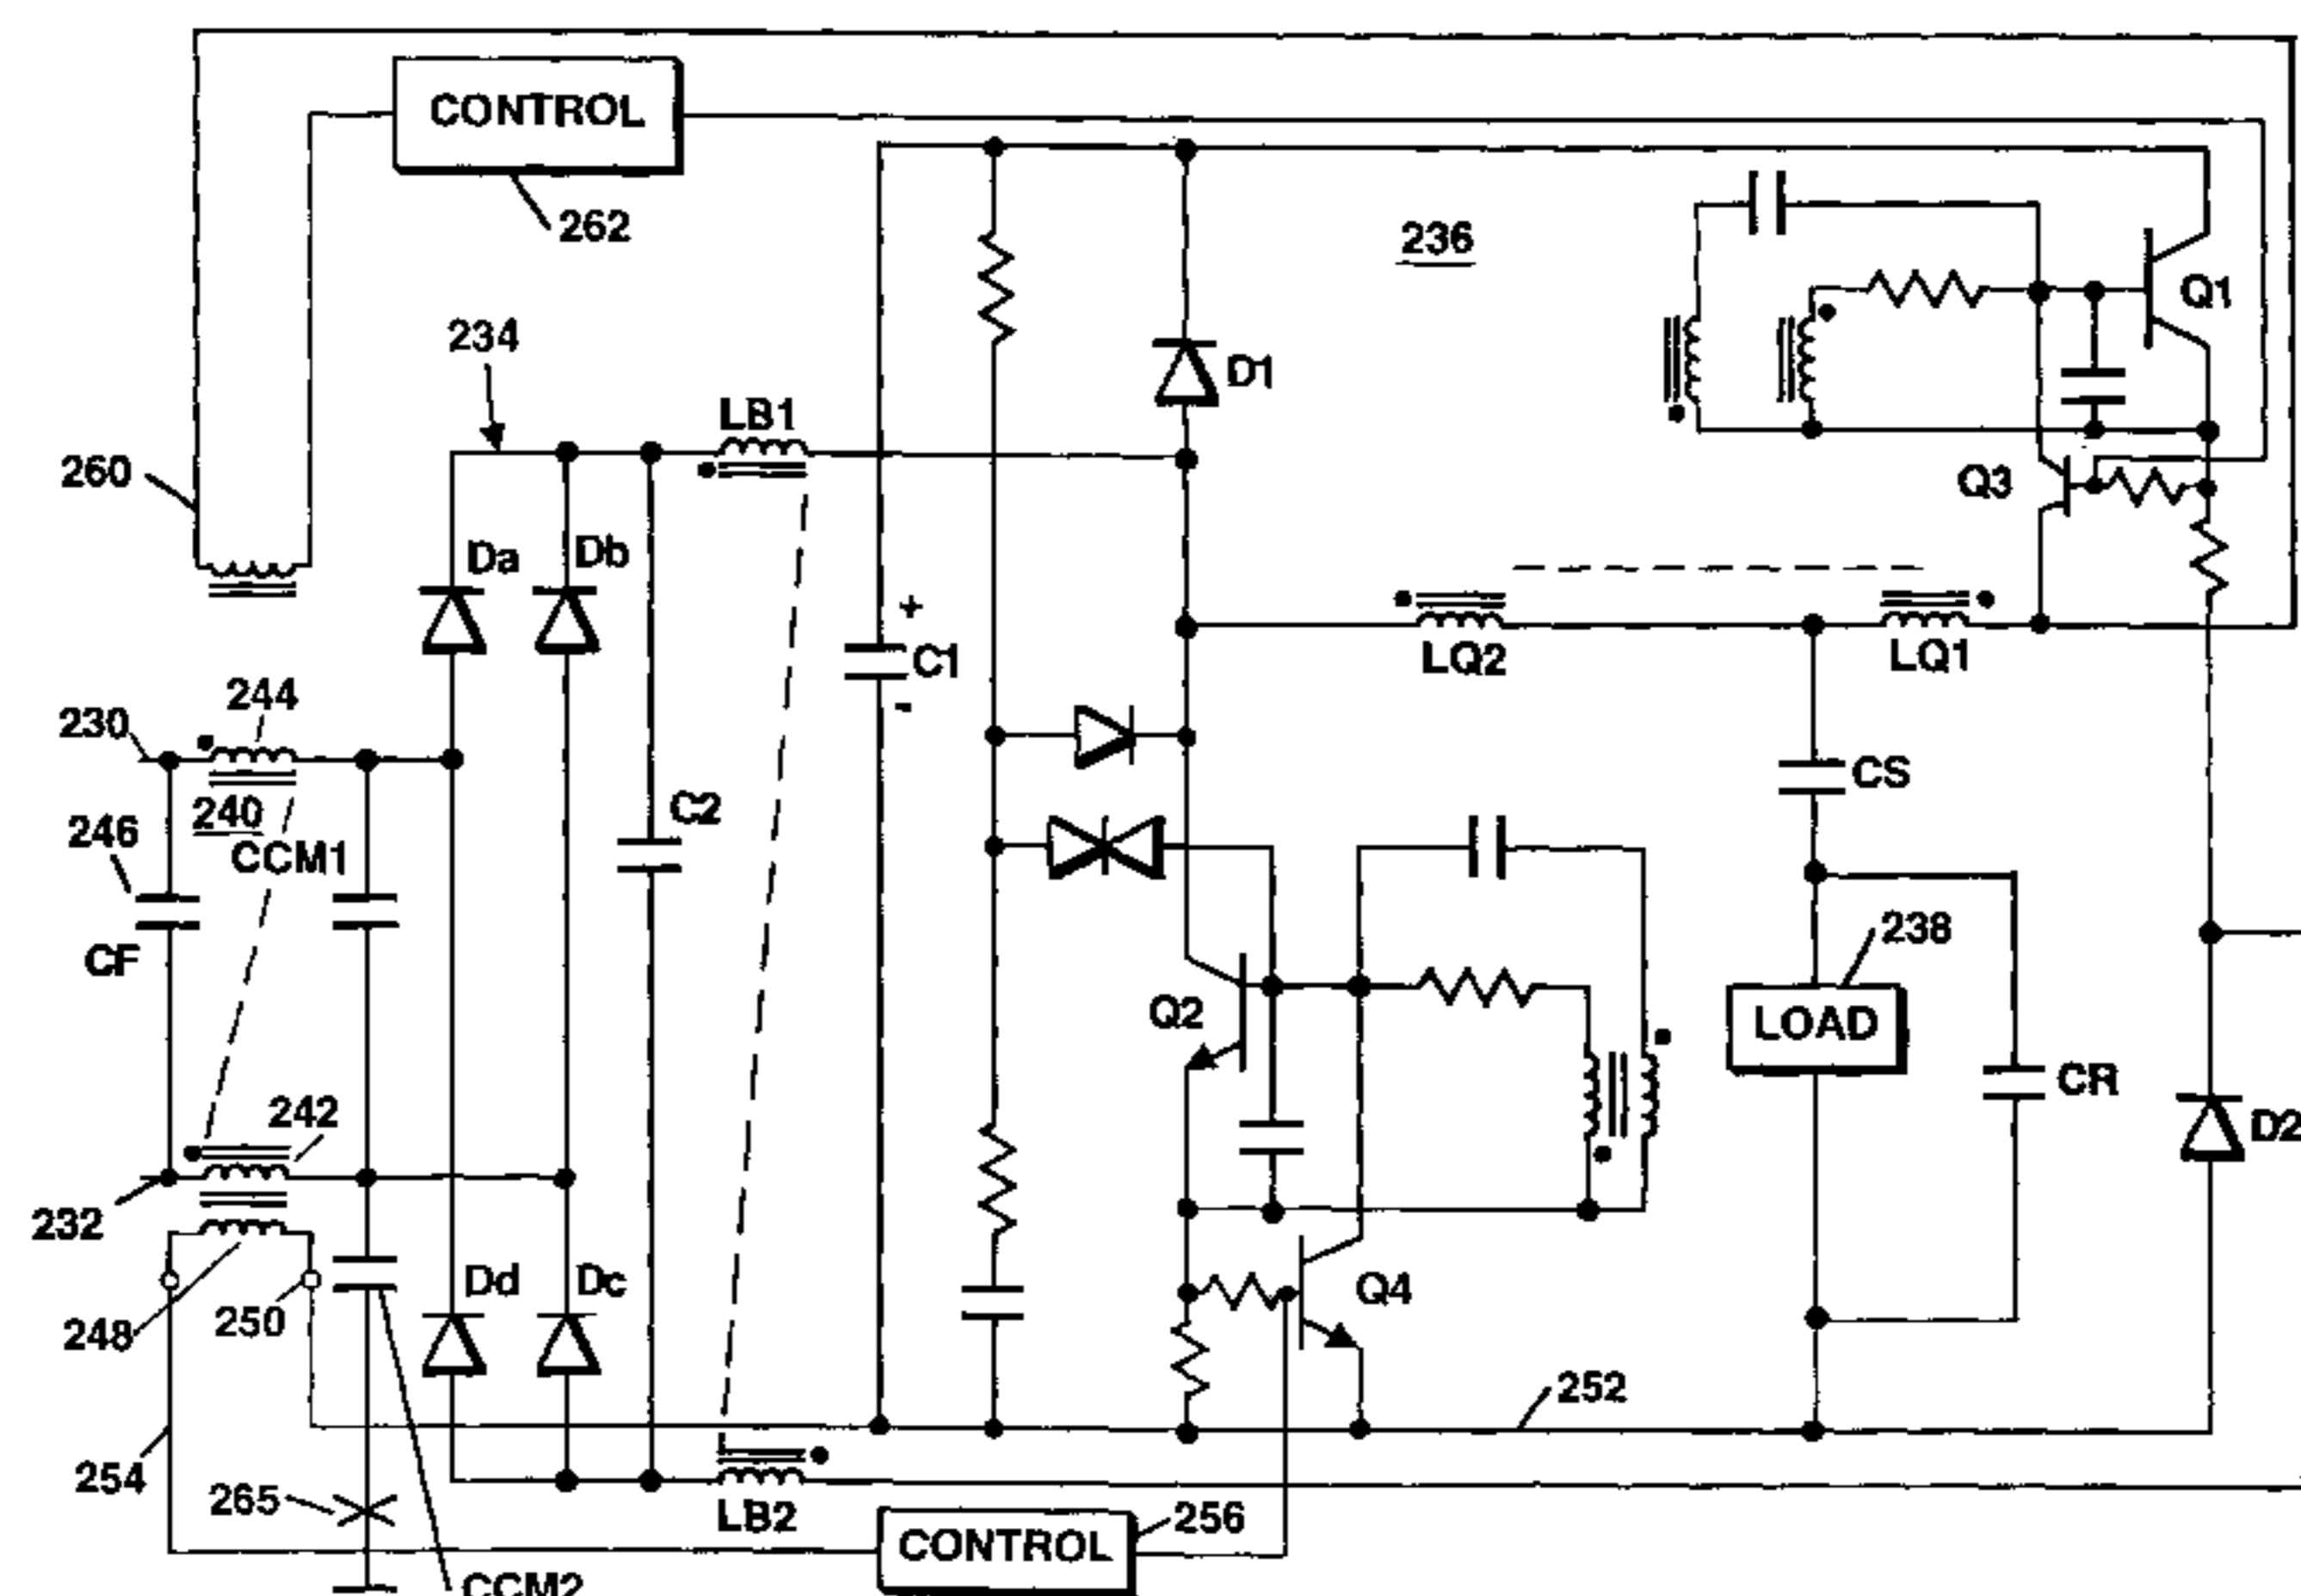 CONTROL
262
236
Q1
234
D1
LB1
260
Q3
Da
Db
+
C1
-
LQ2
LQ1
244
230
240
246
CCM1
C2
CS
CF
238
Q2
LOAD
CR
242
D2
232
Dd
Dc
Q4
248
250
252
254
265
LB2
256
CONTROL
CCM2